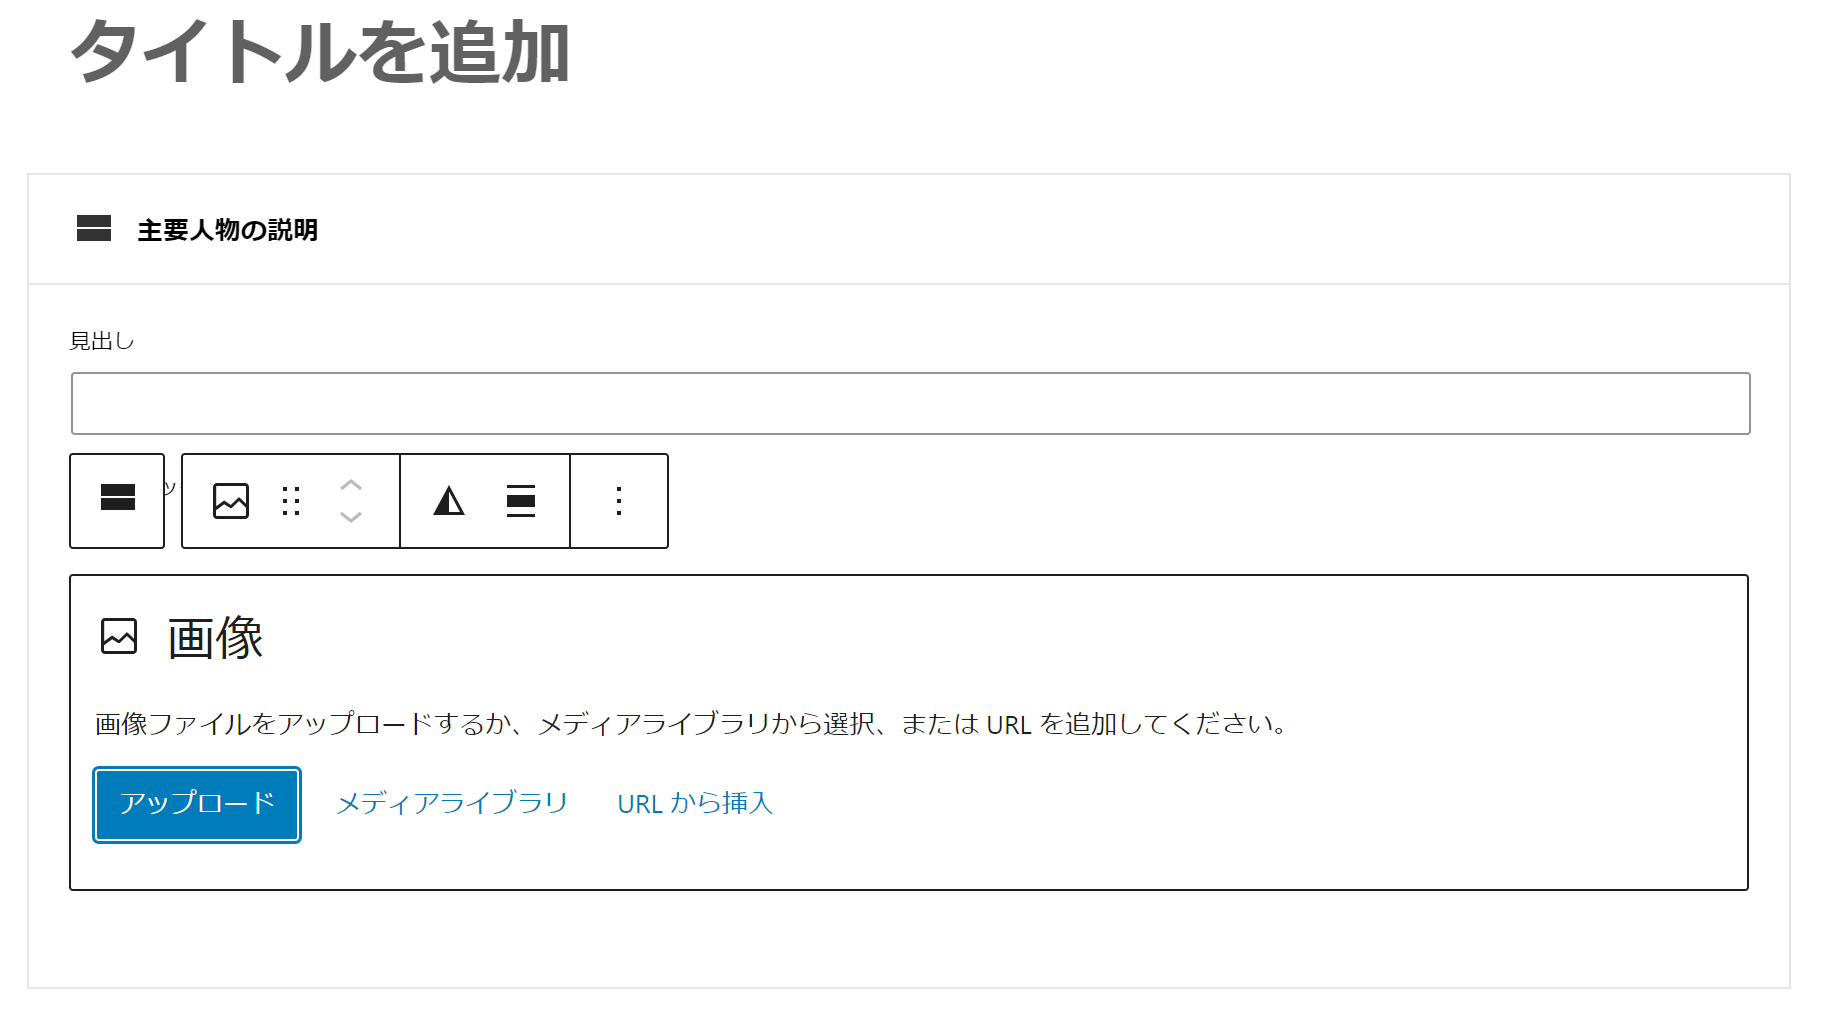 タイトルを追加
主要人物の説明
見出し
画像
画像ファイルをアップロードするか、メディアライブラリから選択、または URL を追加してください。
アップロード メディアライブラリ URL から挿入